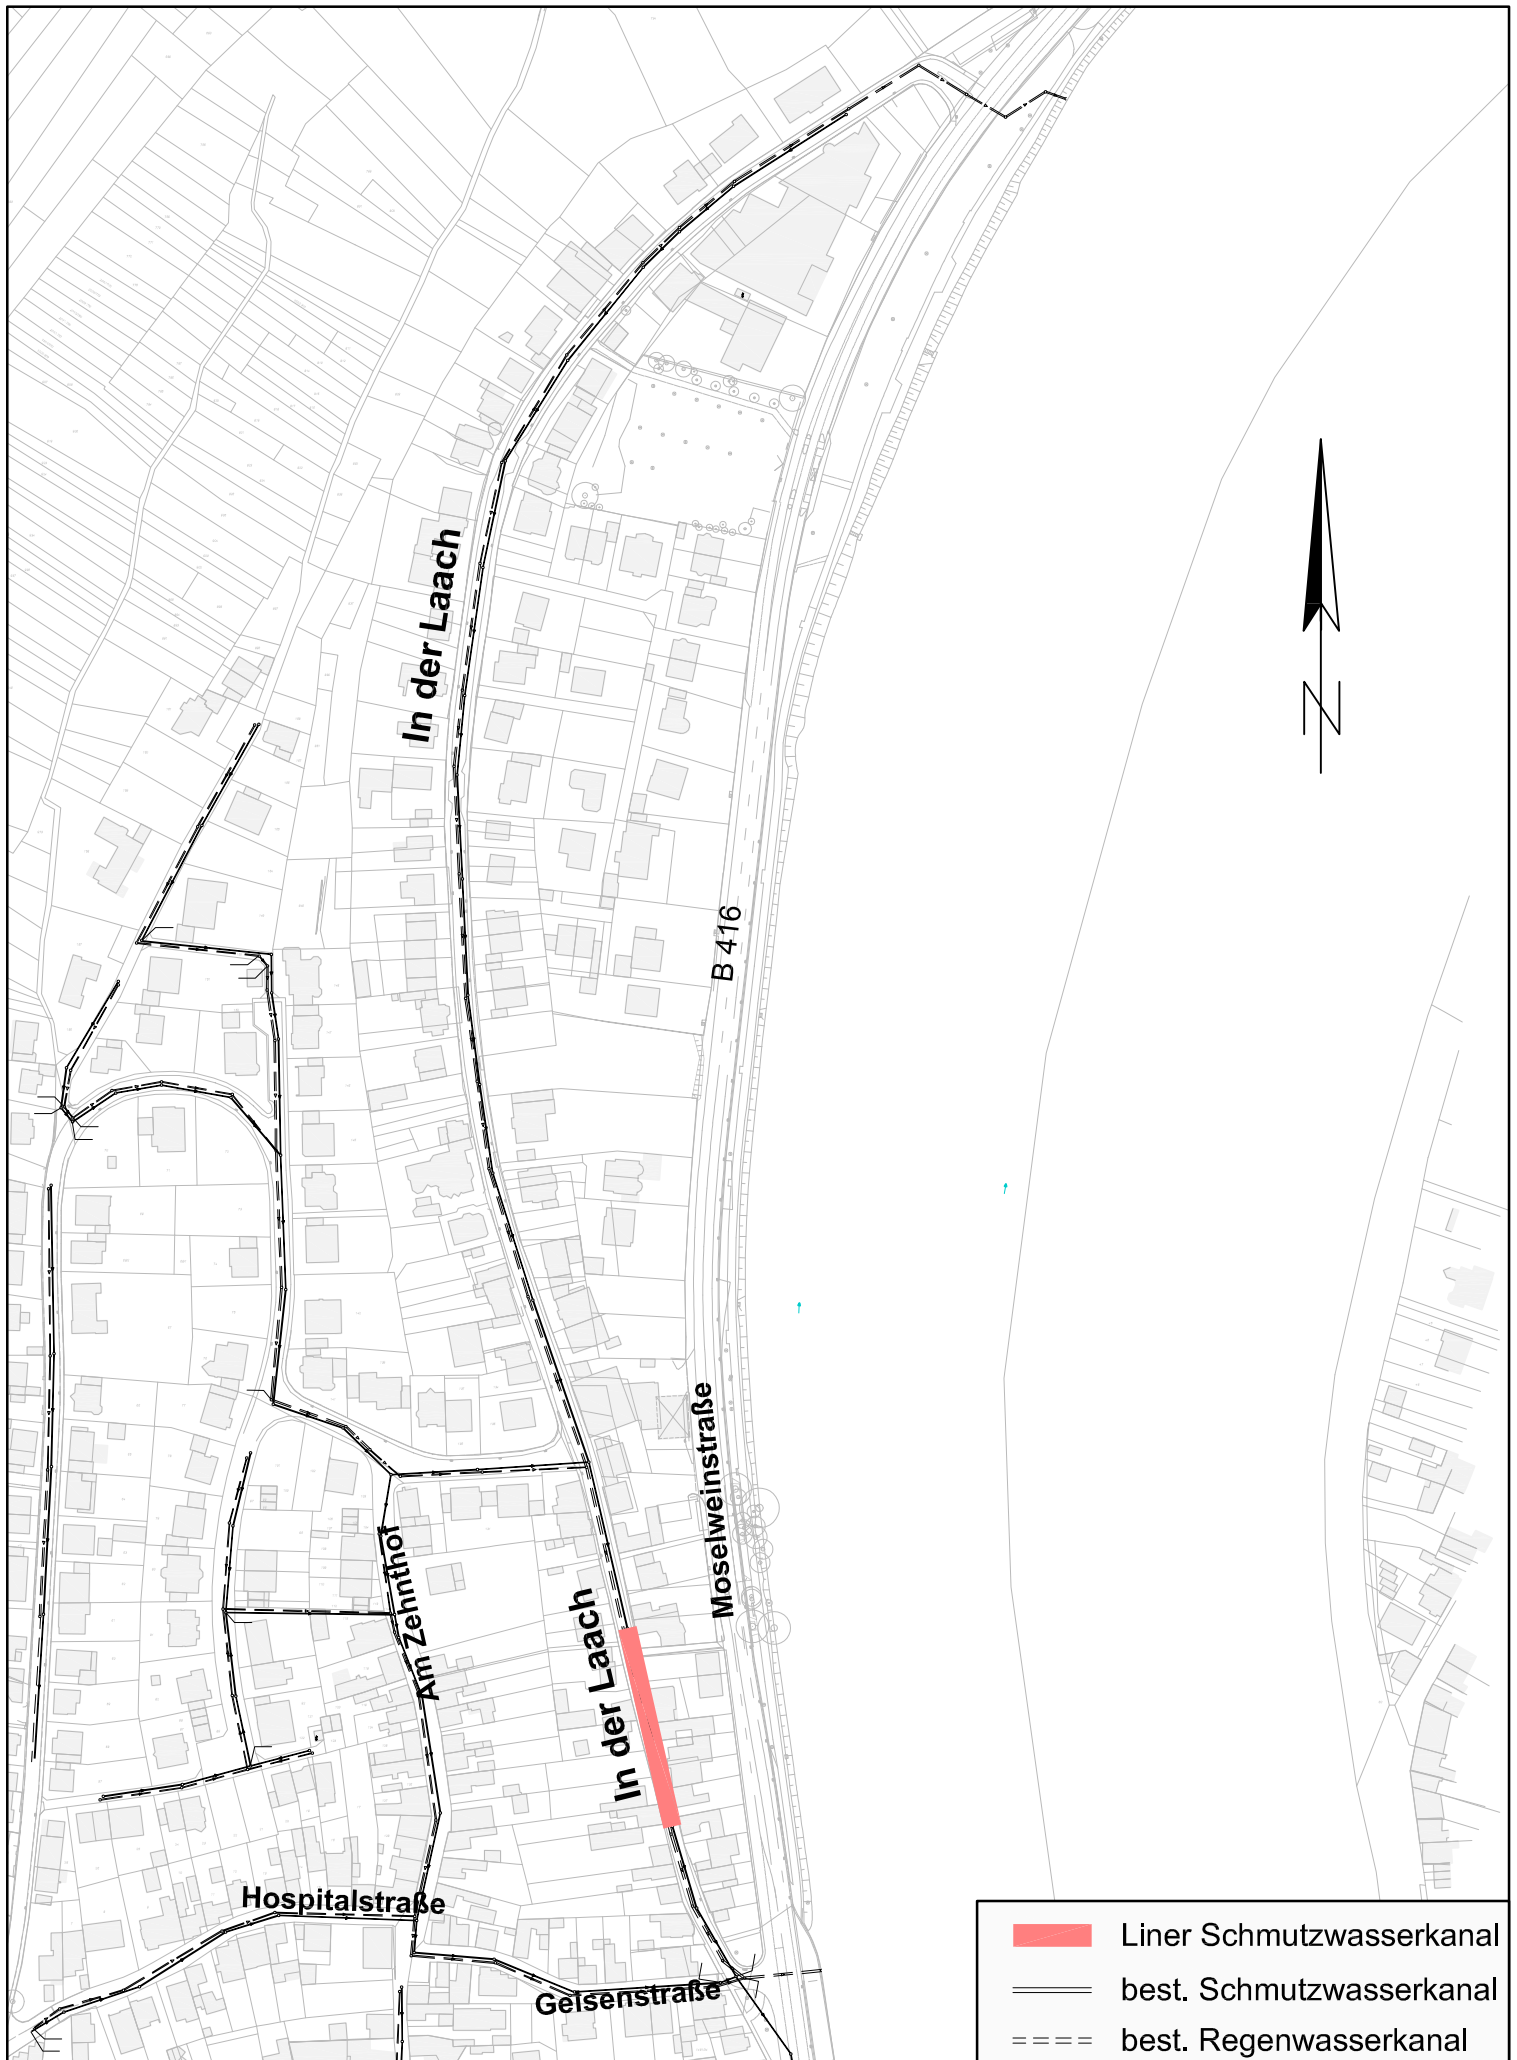 In der Laach
N
B 416
Moselweinstraße
Am Zehnthof
In der Laach
Hospitalstraße
Geisenstraße
Liner Schmutzwasserkanal
best. Schmutzwasserkanal
best. Regenwasserkanal